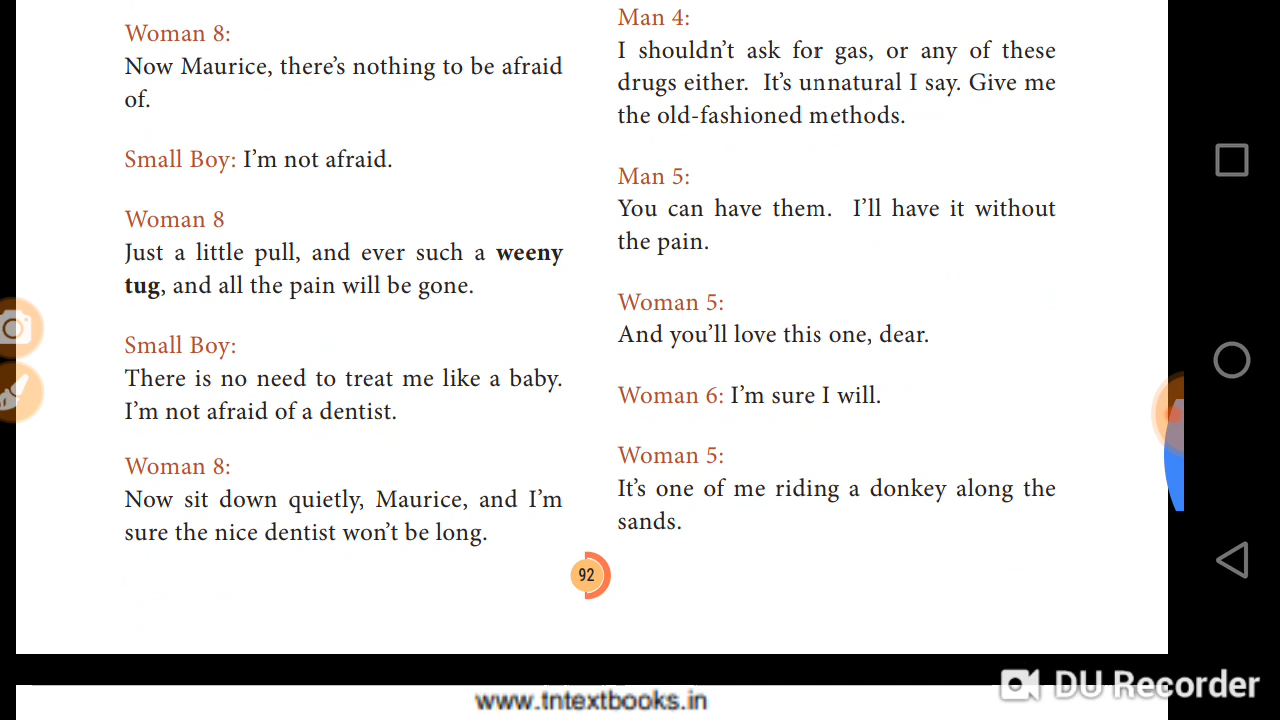 Woman 8:
Now Maurice, there's nothing to be afraid
of.
Small Boy: I'm not afraid.
Woman 8
Just a little pull, and ever such a weeny
tug, and all the pain will be gone.
Small Boy:
There is no need to treat me like a baby.
I'm not afraid of a dentist.
Woman 8:
Now sit down quietly, Maurice, and I'm
sure the nice dentist won't be long.
Man 4:
I shouldn't ask for gas, or any of these
drugs either. It's unnatural I say. Give me
the old-fashioned methods.
Man 5:
You can have them. I'll have it without
the pain.
Woman 5:
And you'll love this one, dear.
Woman 6: I'm sure I will.
Woman 5:
It's one of me riding a donkey along the
sands.
92
www.tntextbooks.in
DU Recorder